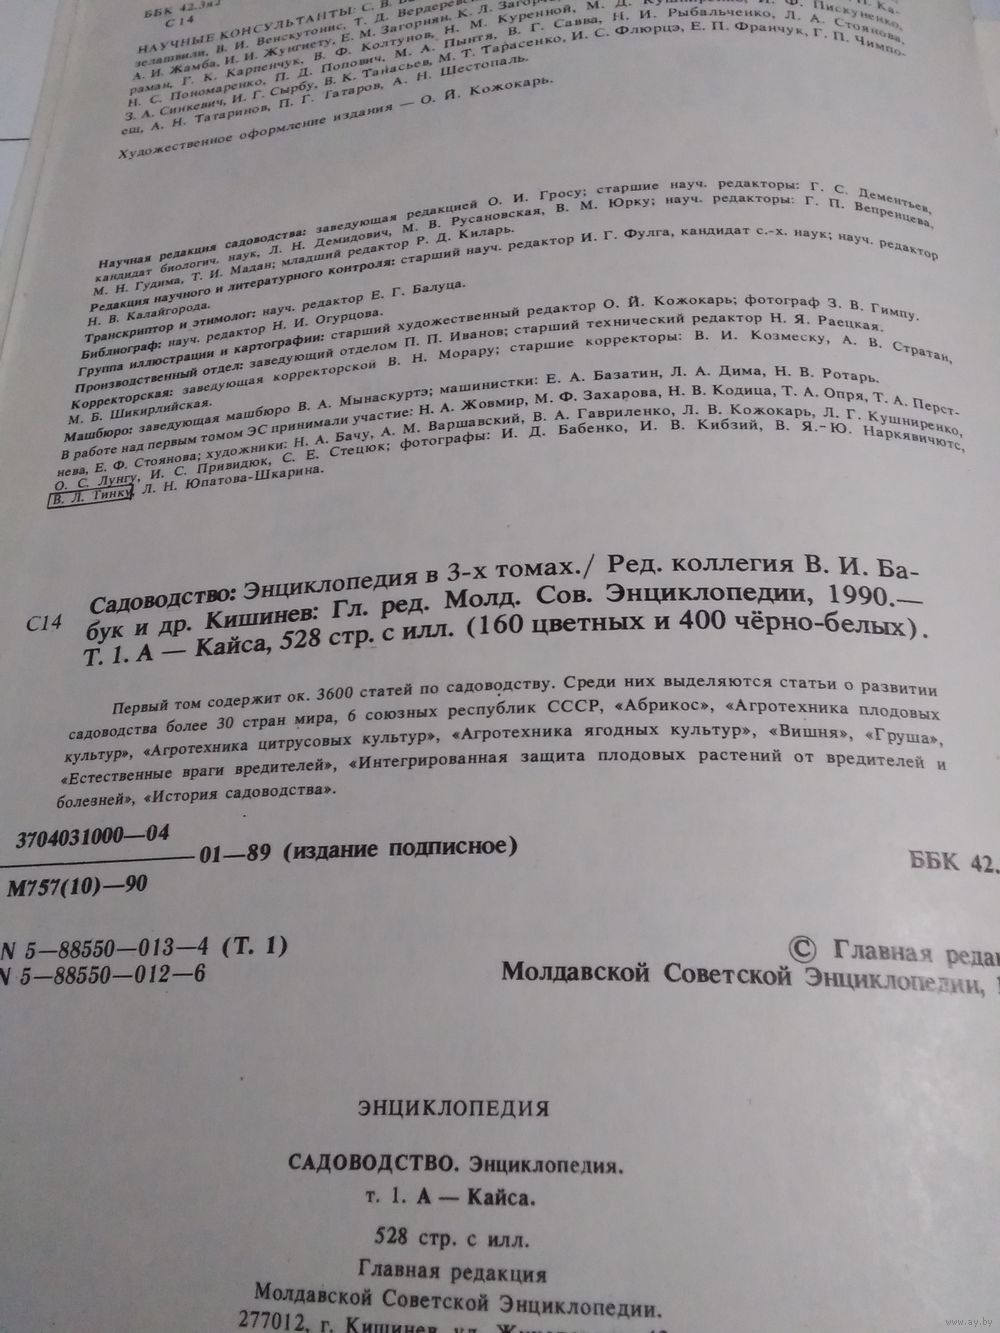 ББК 42.3я2
С 14
НАУЧНЫЕ КОНСУЛЬТАНТЫ: С. В.
зелашвили, В. И. Венскутонис, Т. Д.
А. И. Жамба, И. И. Жунгиету, Е. М. Загорнян, К. Л.
раман, Г. К. Карпенчук, В. Ф. Колтунов, Н. М. Куренной, М. Д. Пискуненко,
Н. С. Пономаренко, П. Д. Попович, М. А. Пынтя, В. Г. Савва, Н. И. Рыбальченко, Л. А. Стоянова,
З. А. Синкевич, И. Г. Сырбу, В. К. Танасьев, М. Т. Тарасенко, И. С. Флюрцэ, Е. П. Франчук, Г. П. Чимпо-
еш, А. Н. Татаринов, П. Г. Татаров, А. Н. Шестопаль.
Художественное оформление издания — О. Й. Кожокарь.
Научная редакция садоводства: заведующая редакцией О. И. Гросу; старшие науч. редакторы: Г. С. Дементьев,
кандидат биологич. наук, Л. Н. Демидович, М. В. Русановская, В. М. Юрку; науч. редакторы: Г. П. Вепренцева,
М. Н. Гудима, Т. И. Мадан; младший редактор Р. Д. Киларь.
Редакция научного и литературного контроля: старший науч. редактор И. Г. Фулга, кандидат с.-х. наук; науч. редактор
Н. В. Калайгорода.
Транскриптор и этимолог: науч. редактор Е. Г. Балуца.
Библиограф: науч. редактор Н. И. Огурцова.
Группа иллюстрации и картографии: старший художественный редактор О. Й. Кожокарь; фотограф З. В. Гимпу.
Производственный отдел: заведующий отделом П. П. Иванов; старший технический редактор Н. Я. Раецкая.
Корректорская: заведующая корректорской В. Н. Морару; старшие корректоры: В. И. Козмеску, А. В. Стратан,
М. Б. Шикирлийская.
Машбюро: заведующая машбюро В. А. Мынаскуртэ; машинистки: Е. А. Базатин, Л. А. Дима, Н. В. Ротарь.
В работе над первым томом ЭС принимали участие: Н. А. Жовмир, М. Ф. Захарова, Н. В. Кодица, Т. А. Опря, Т. А. Перст-
нева, Е. Ф. Стоянова; художники: Н. А. Бачу, А. М. Варшавский, В. А. Гавриленко, Л. В. Кожокарь, Л. Г. Кушниренко,
О. С. Лунгу, И. С. Привидюк, С. Е. Стецюк; фотографы: И. Д. Бабенко, И. В. Кибзий, В. Я.-Ю. Наркявичютс,
В. Л. Тинку, Л. Н. Юпатова-Шкарина.
С14
Садоводство: Энциклопедия в 3-х томах./ Ред. коллегия В. И. Ба-
бук и др. Кишинев: Гл. ред. Молд. Сов. Энциклопедии, 1990.—
Т. 1. А — Кайса, 528 стр. с илл. (160 цветных и 400 чёрно-белых).
Первый том содержит ок. 3600 статей по садоводству. Среди них выделяются статьи о развитии
садоводства более 30 стран мира, 6 союзных республик СССР, «Абрикос», «Агротехника плодовых
культур», «Агротехника цитрусовых культур», «Агротехника ягодных культур», «Вишня», «Груша»,
«Естественные враги вредителей», «Интегрированная защита плодовых растений от вредителей и
болезней», «История садоводства».
3704031000—04
01—89 (издание подписное)
М757(10)—90
ББК 42.
N 5—88550—013—4 (Т. 1)
N 5—88550—012—6
© Главная редак
Молдавской Советской Энциклопедии,
ЭНЦИКЛОПЕДИЯ
САДОВОДСТВО. Энциклопедия.
т. 1. А — Кайса.
528 стр. с илл.
Главная редакция
Молдавской Советской Энциклопедии.
277012, г. Кишинев,
www.ay.by